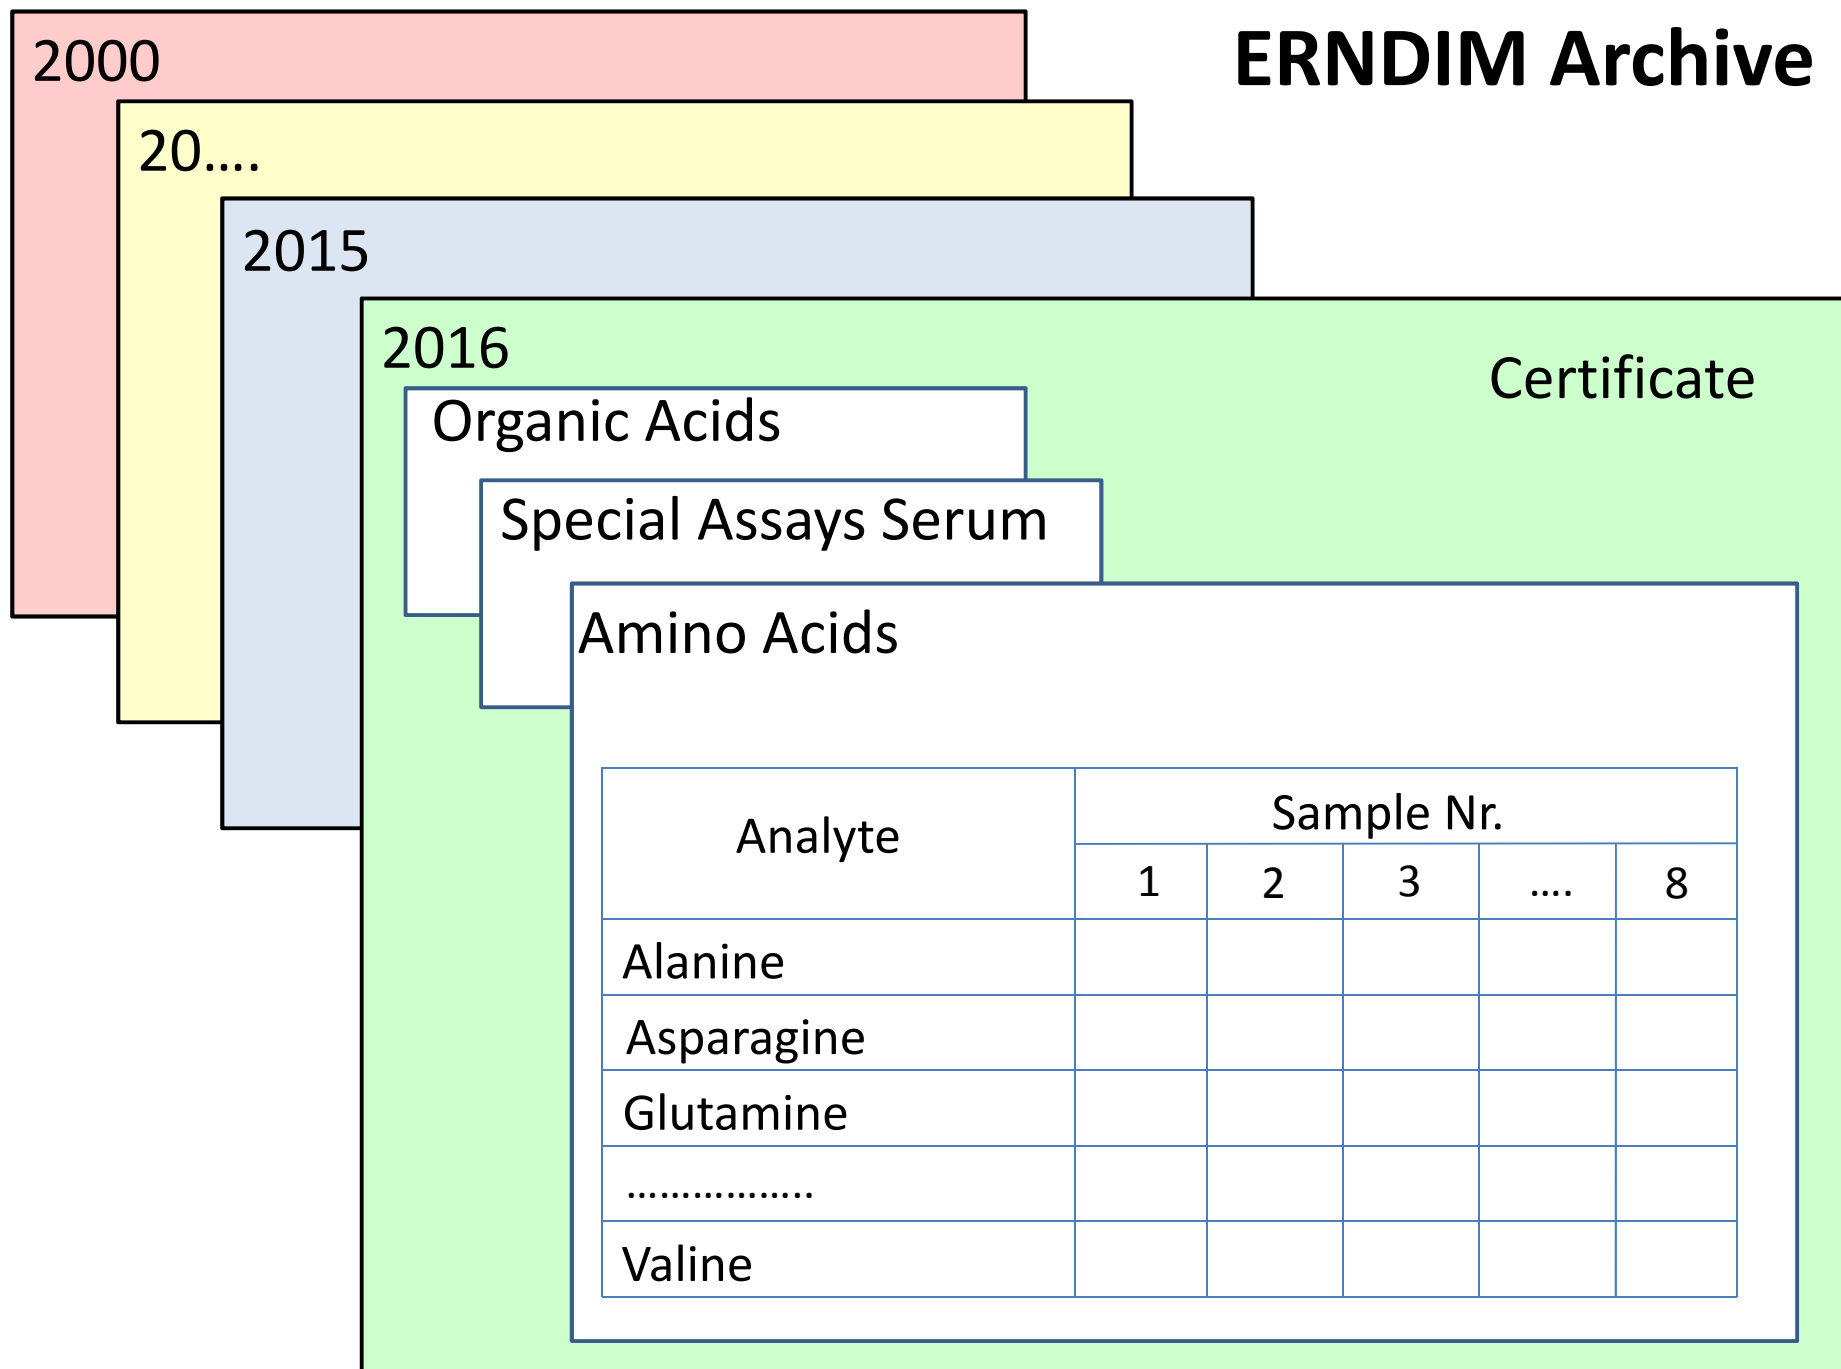 ERNDIM Archive
2000
20....
2015
2016
Certificate
Organic Acids
Special Assays Serum
Amino Acids
Analyte
Sample Nr.
1 2 3 .... 8
Alanine
Asparagine
Glutamine
.................
Valine